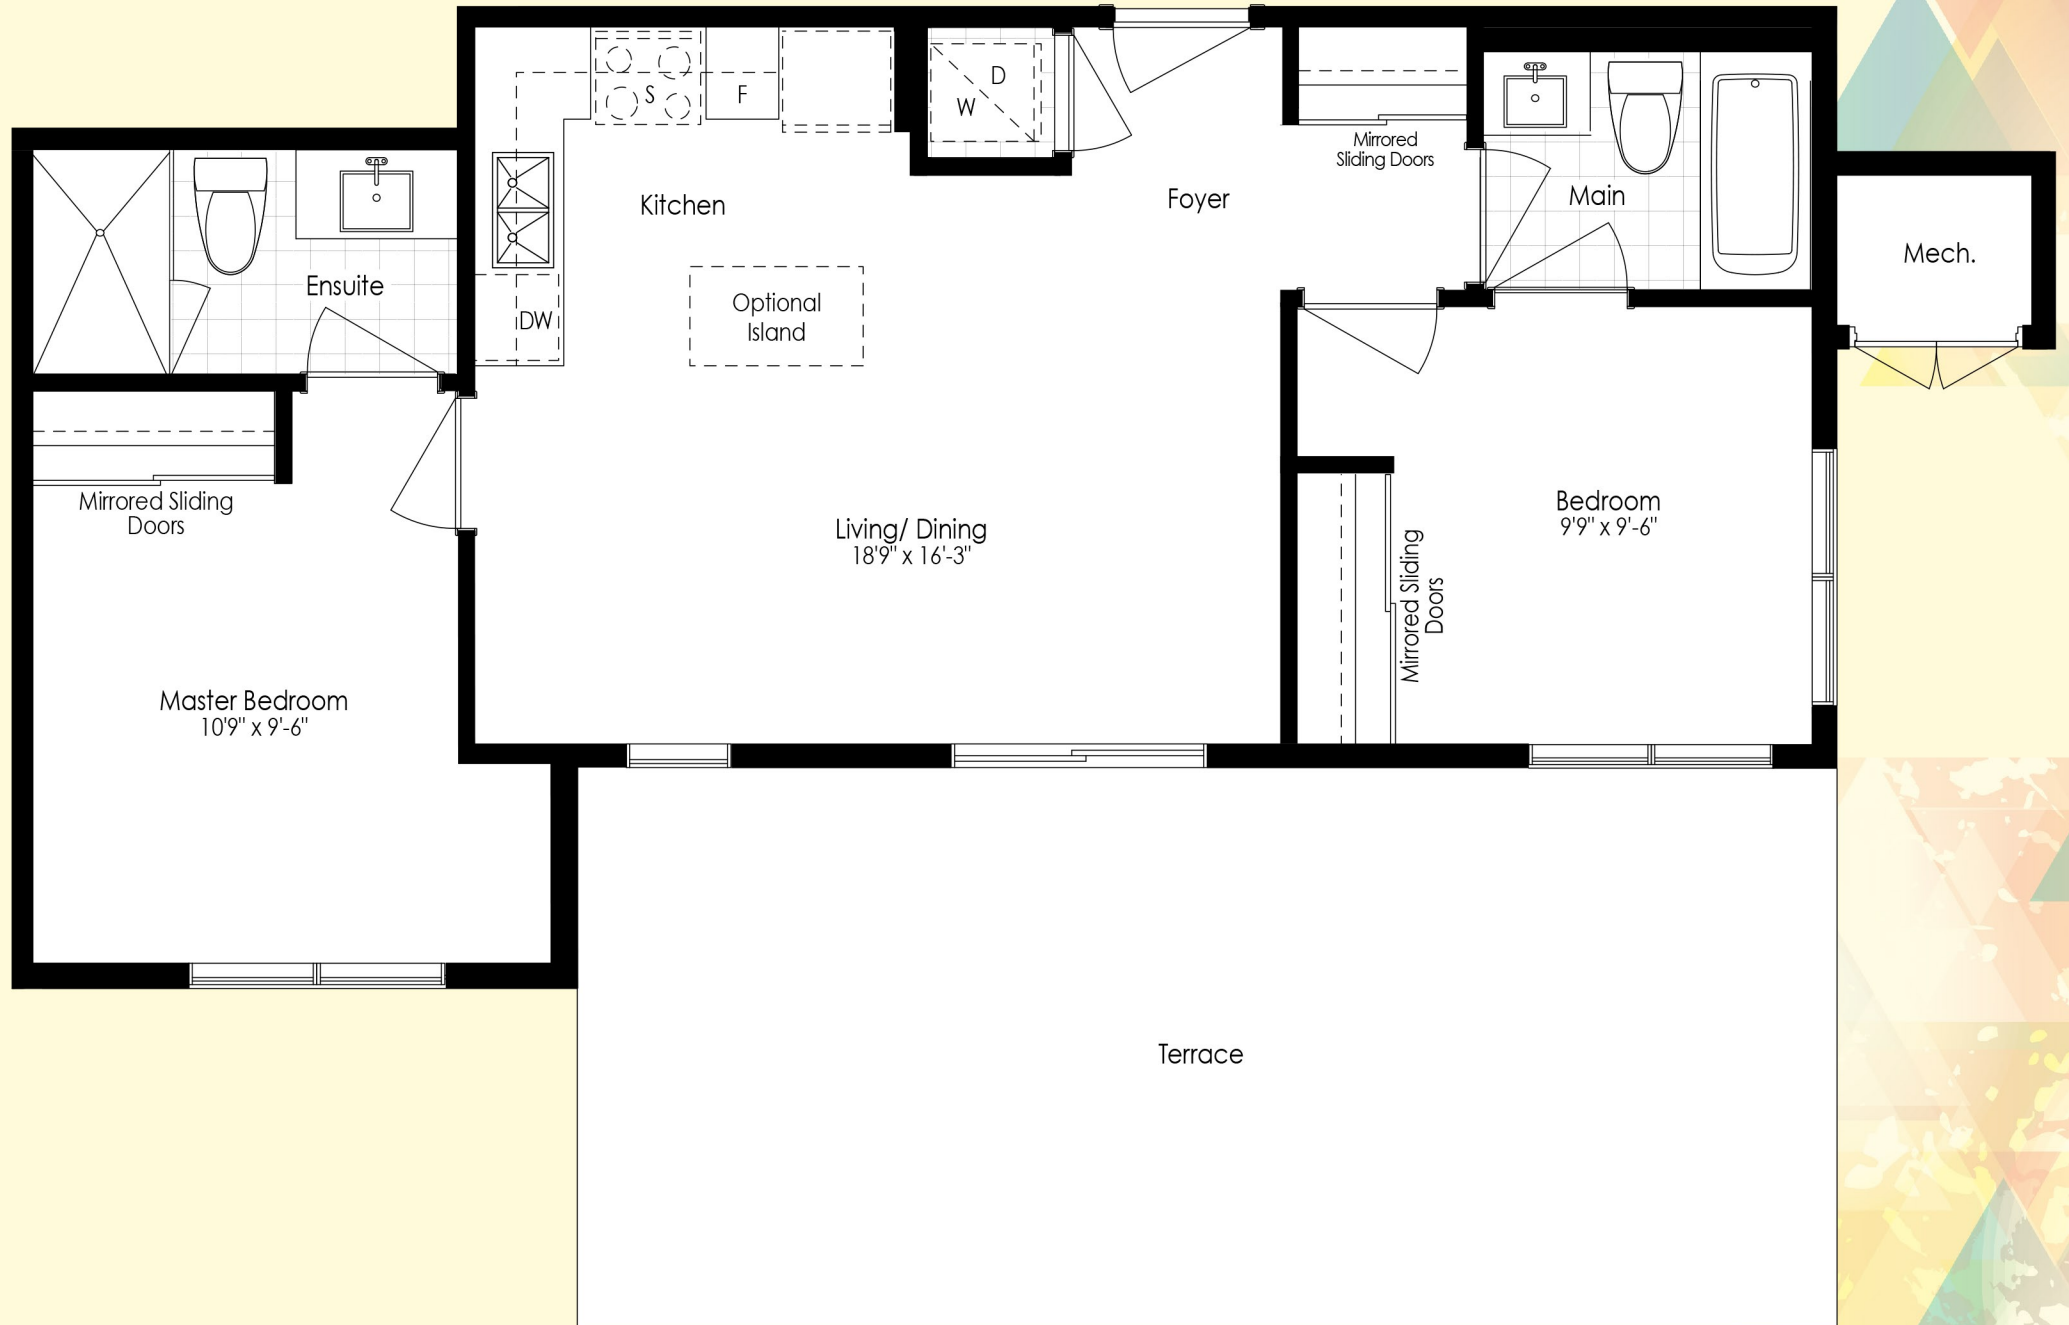 S
F
D
W
Mirrored
Sliding Doors
Kitchen
Foyer
Main
Mech.
Ensuite
DW
Optional
Island
Mirrored Sliding
Doors
Living/ Dining
18'9" x 16'-3"
Bedroom
9'9" x 9'-6"
Mirrored Sliding
Doors
Master Bedroom
10'9" x 9'-6"
Terrace